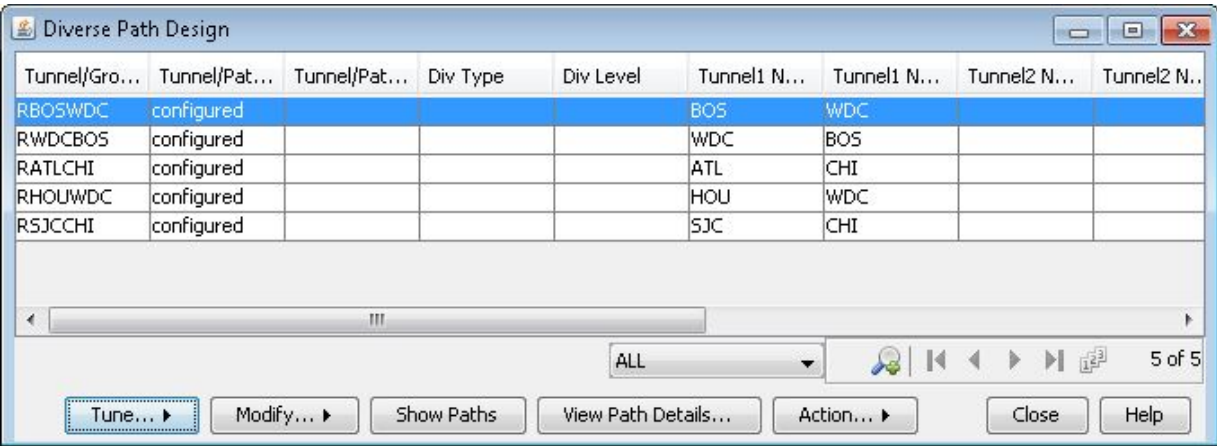 Diverse Path Design
Tunnel/Gro... Tunnel/Pat... Tunnel/Pat... Div Type Div Level Tunnel1 N... Tunnel1 N... Tunnel2 N... Tunnel2 N..
RBOSWDC configured BOS WDC
RWDCBOS configured WDC BOS
RATLCHI configured ATL CHI
RHOUWDC configured HOU WDC
RSJCCHI configured SJC CHI
ALL 5 of 5
Tune... Modify... Show Paths View Path Details... Action... Close Help